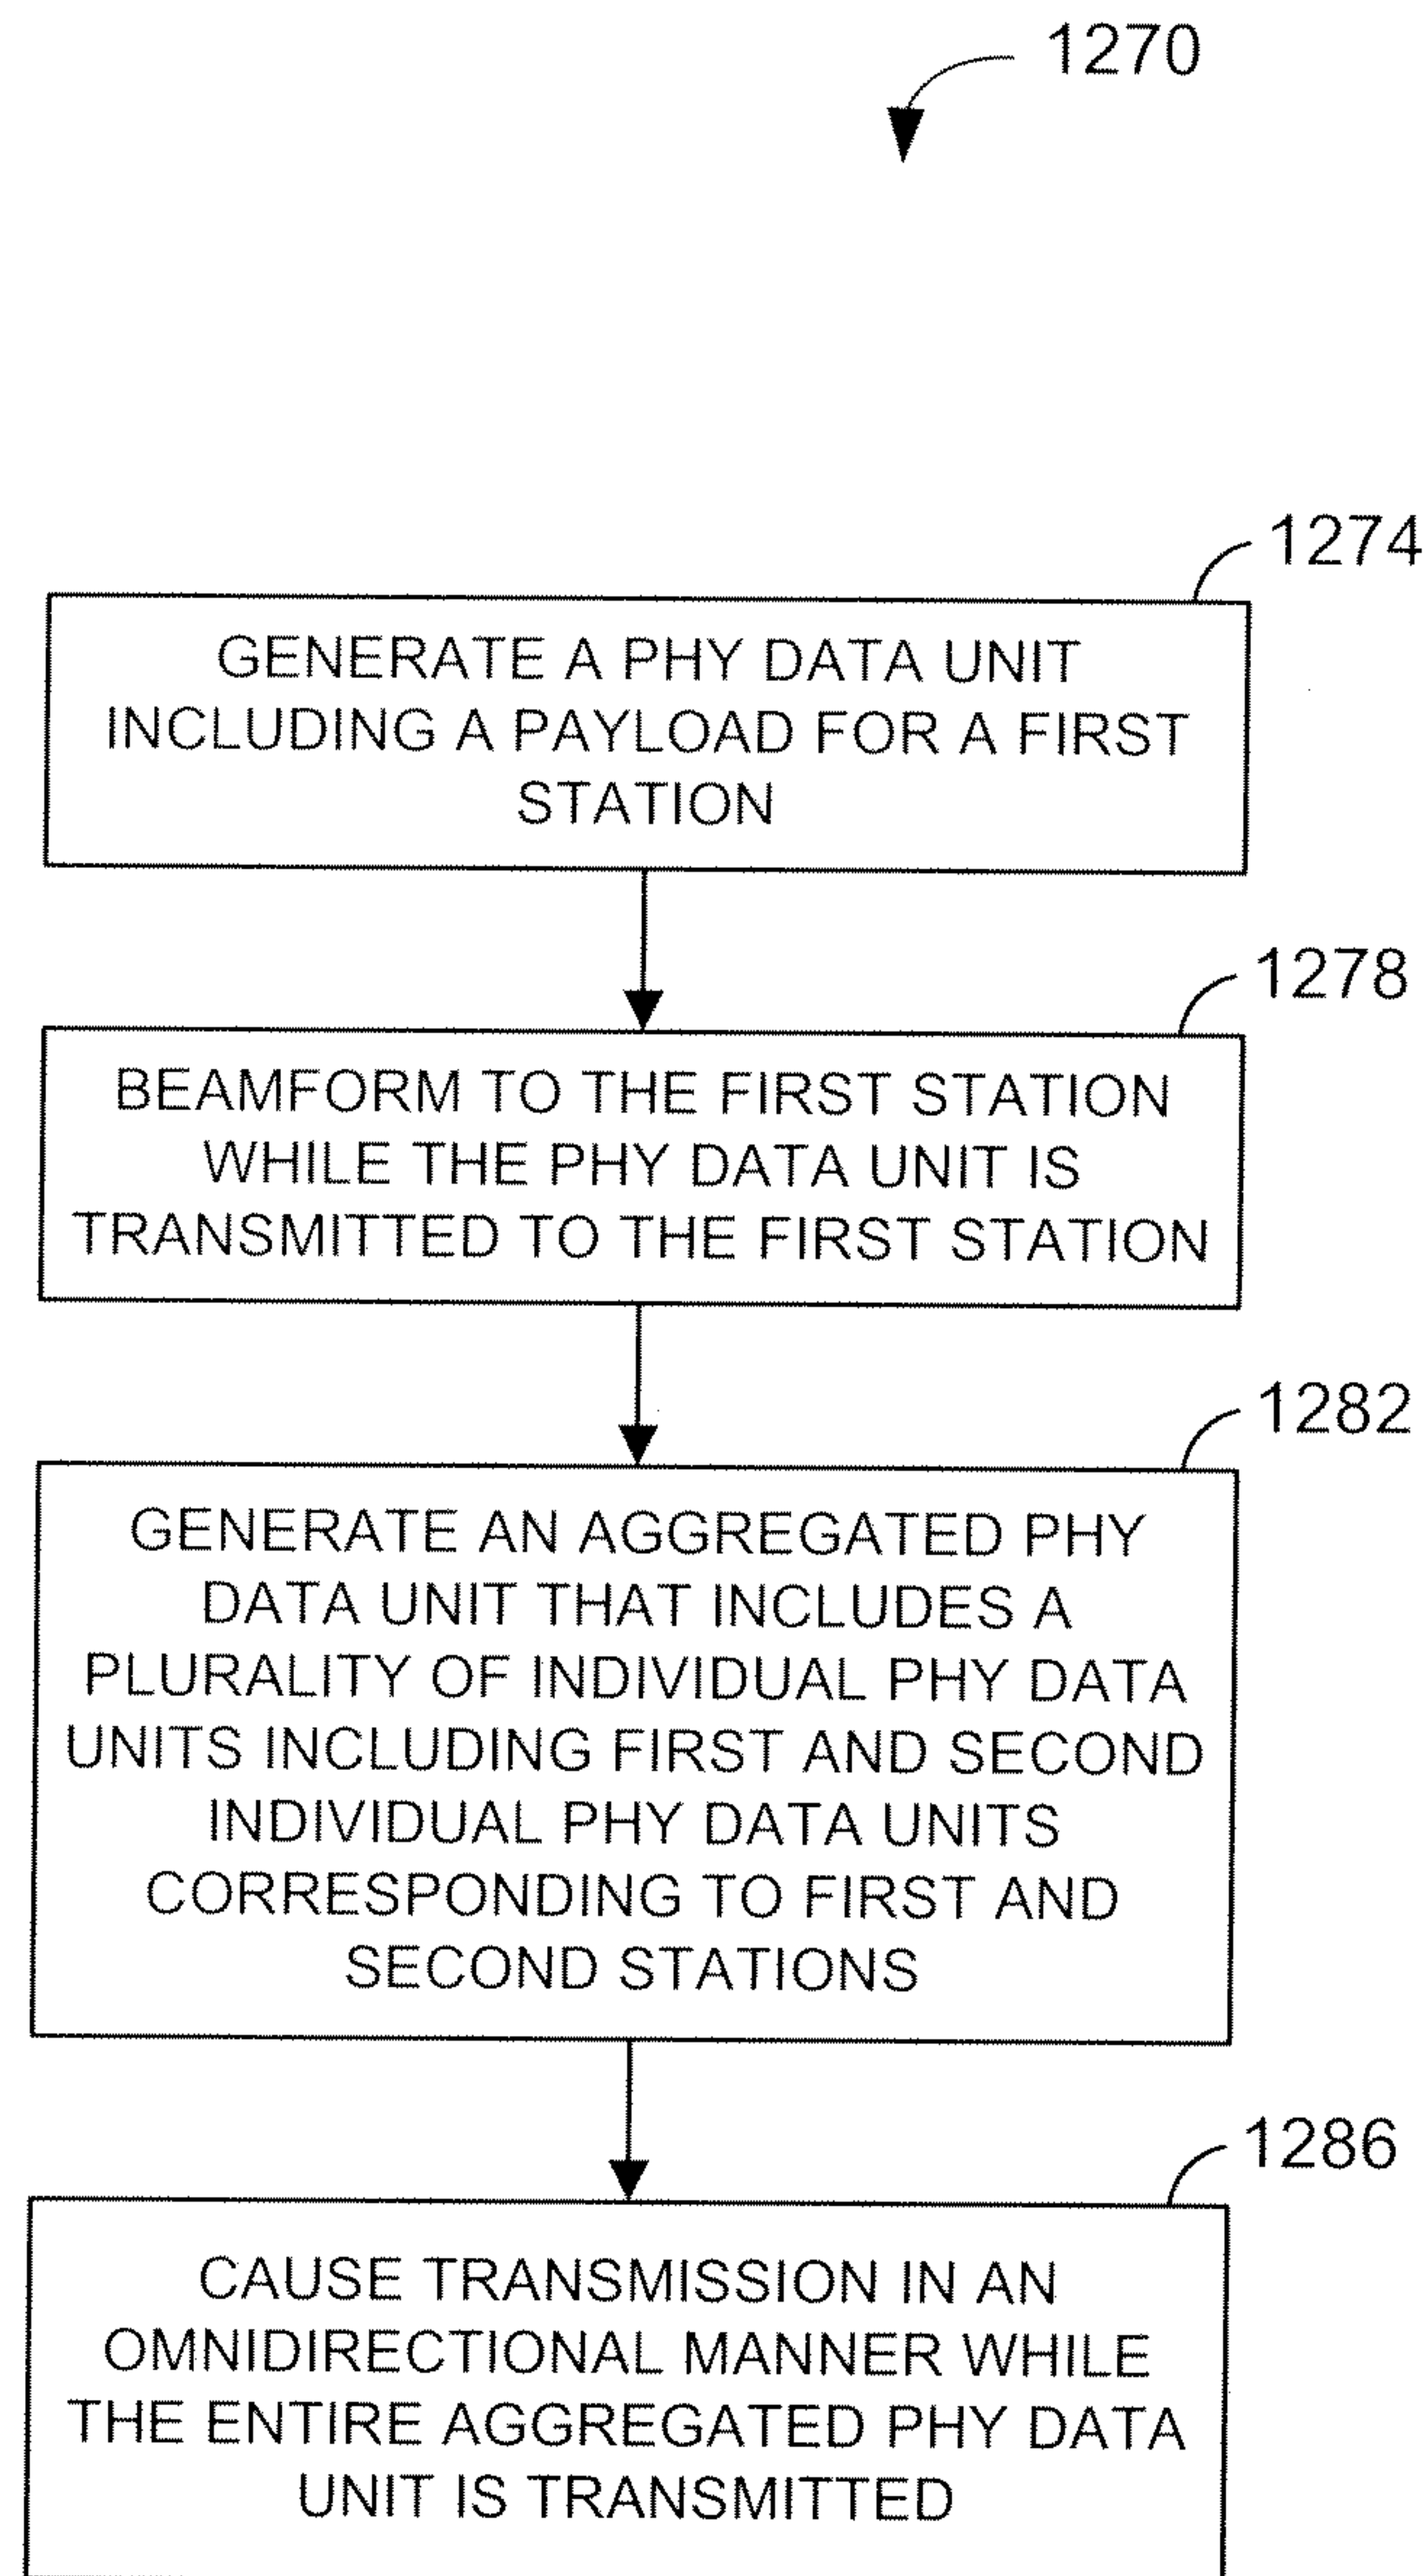 1270
1274
GENERATE A PHY DATA UNIT
INCLUDING A PAYLOAD FOR A FIRST
STATION
1278
BEAMFORM TO THE FIRST STATION
WHILE THE PHY DATA UNIT IS
TRANSMITTED TO THE FIRST STATION
1282
GENERATE AN AGGREGATED PHY
DATA UNIT THAT INCLUDES A
PLURALITY OF INDIVIDUAL PHY DATA
UNITS INCLUDING FIRST AND SECOND
INDIVIDUAL PHY DATA UNITS
CORRESPONDING TO FIRST AND
SECOND STATIONS
1286
CAUSE TRANSMISSION IN AN
OMNIDIRECTIONAL MANNER WHILE
THE ENTIRE AGGREGATED PHY DATA
UNIT IS TRANSMITTED